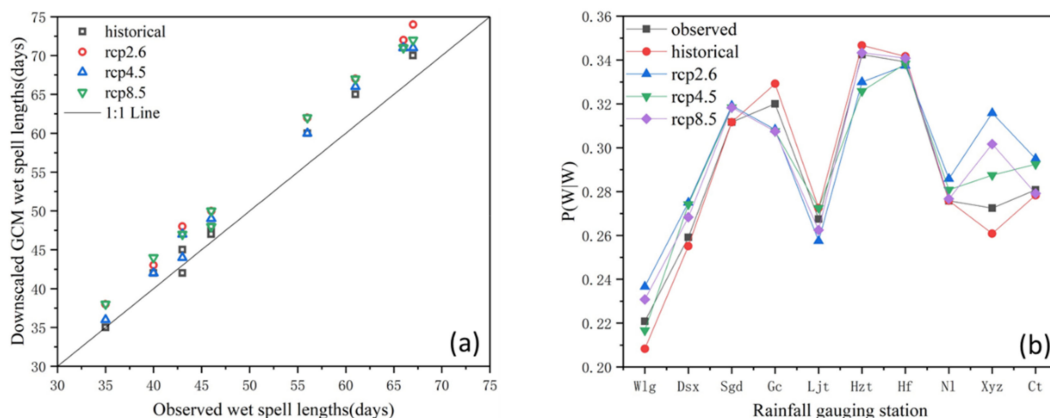 75
70
65
60
55
50
45
40
35
30
Downscaled GCM wet spell lengths(days)
historical
rcp2.6
rcp4.5
rcp8.5
1:1 Line
(a)
30 35 40 45 50 55 60 65 70 75
Observed wet spell lengths(days)
0.36
0.34
0.32
0.30
0.28
0.26
0.24
0.22
0.20
P(W|W)
observed
historical
rcp2.6
rcp4.5
rcp8.5
(b)
Wlg Dsx Sgd Gc Ljt Hzt Hf Nl Xyz Ct
Rainfall gauging station